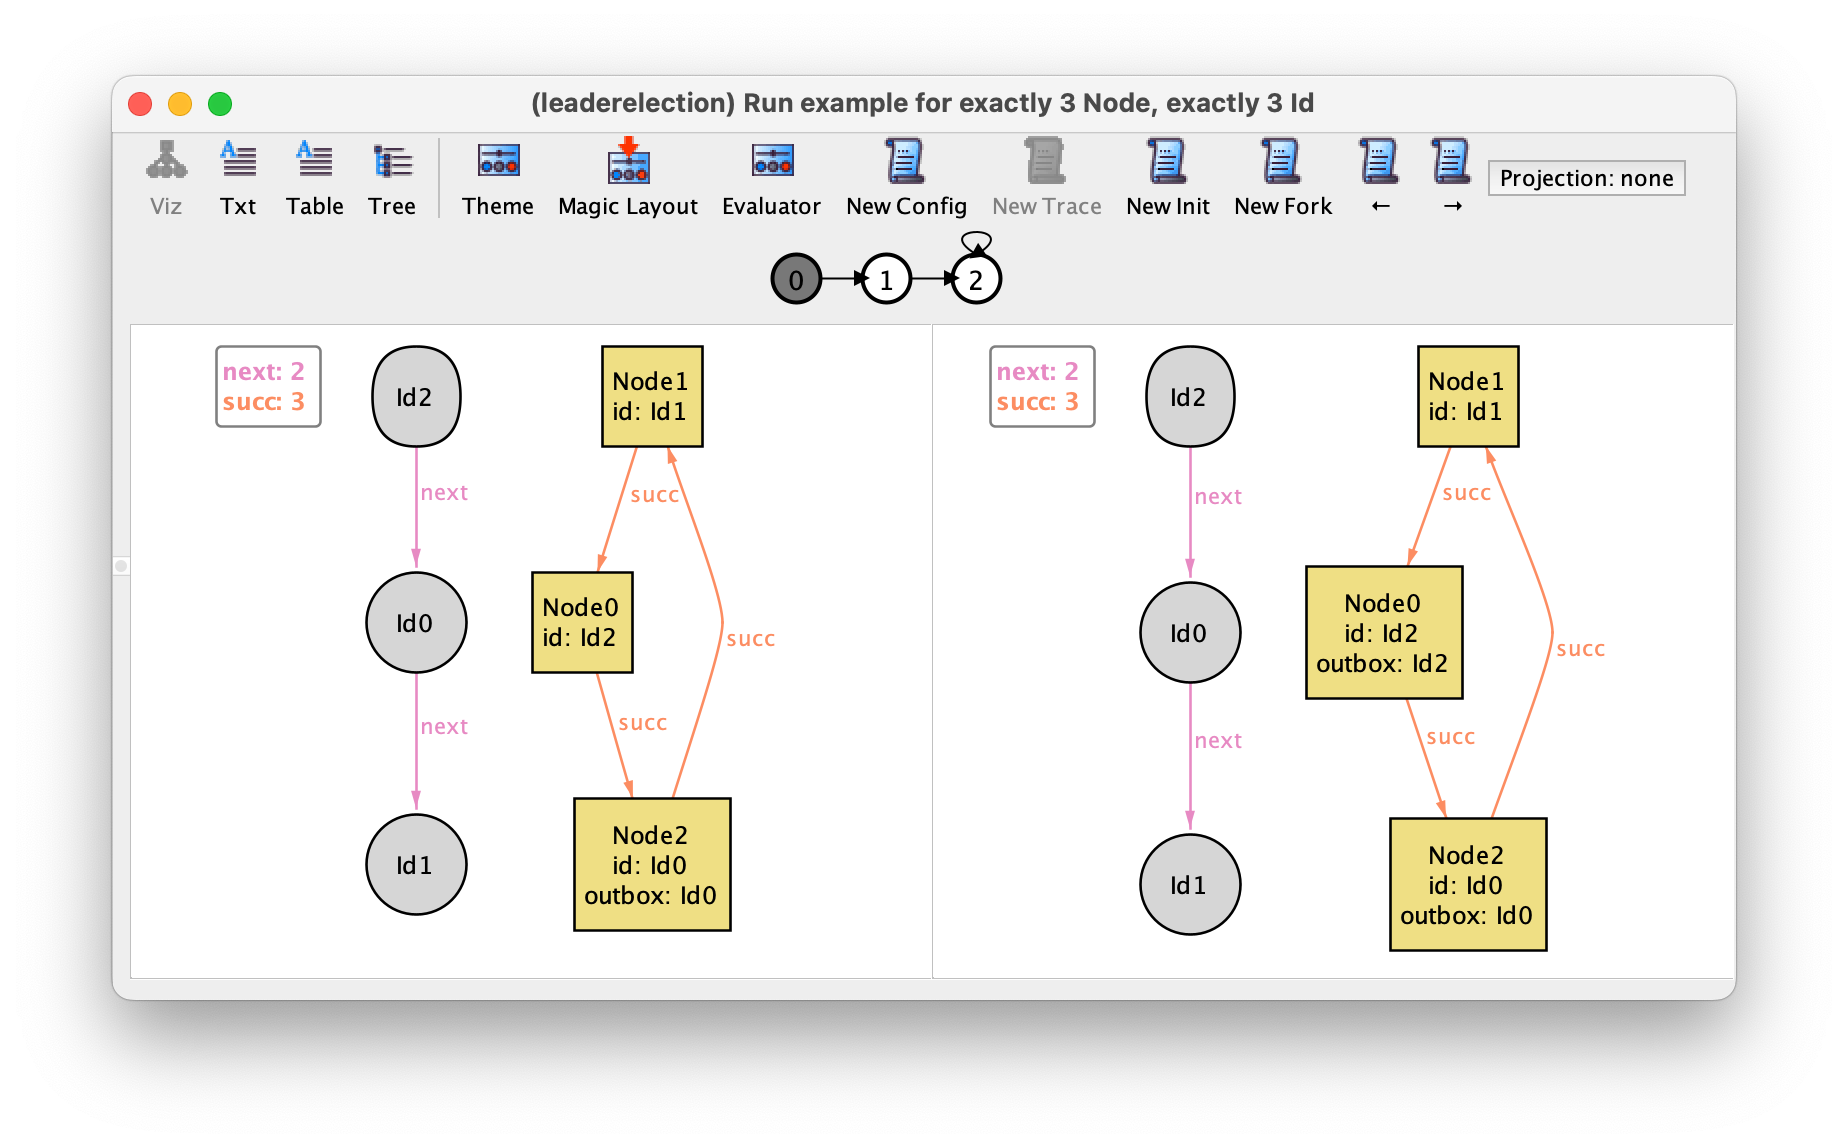 (leaderelection) Run example for exactly 3 Node, exactly 3 Id
Viz Txt Table Tree Theme Magic Layout Evaluator New Config New Trace New Init New Fork ← → Projection: none
0 1 2
next: 2
succ: 3
Id2
Node1
id: Id1
next
succ
Node0
id: Id2
Id0
succ
next
succ
Node2
id: Id0
outbox: Id0
Id1
next: 2
succ: 3
Id2
Node1
id: Id1
next
succ
Node0
id: Id2
outbox: Id2
Id0
succ
next
succ
Node2
id: Id0
outbox: Id0
Id1